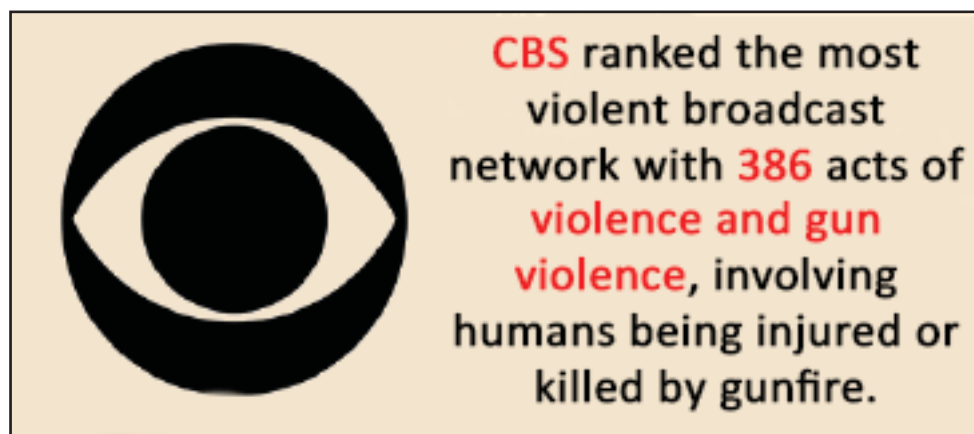 CBS ranked the most
violent broadcast
network with 386 acts of
violence and gun
violence, involving
humans being injured or
killed by gunfire.